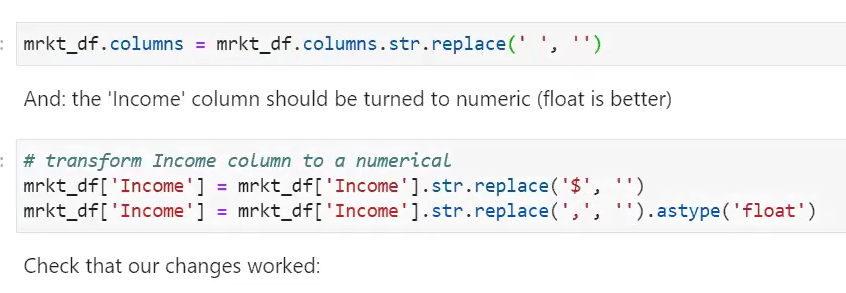 : mrkt_df.columns = mrkt_df.columns.str.replace(' ', '')
And: the 'Income' column should be turned to numeric (float is better)
: # transform Income column to a numerical
mrkt_df['Income'] = mrkt_df['Income'].str.replace('$', '')
mrkt_df['Income'] = mrkt_df['Income'].str.replace(',', '').astype('float')
Check that our changes worked: